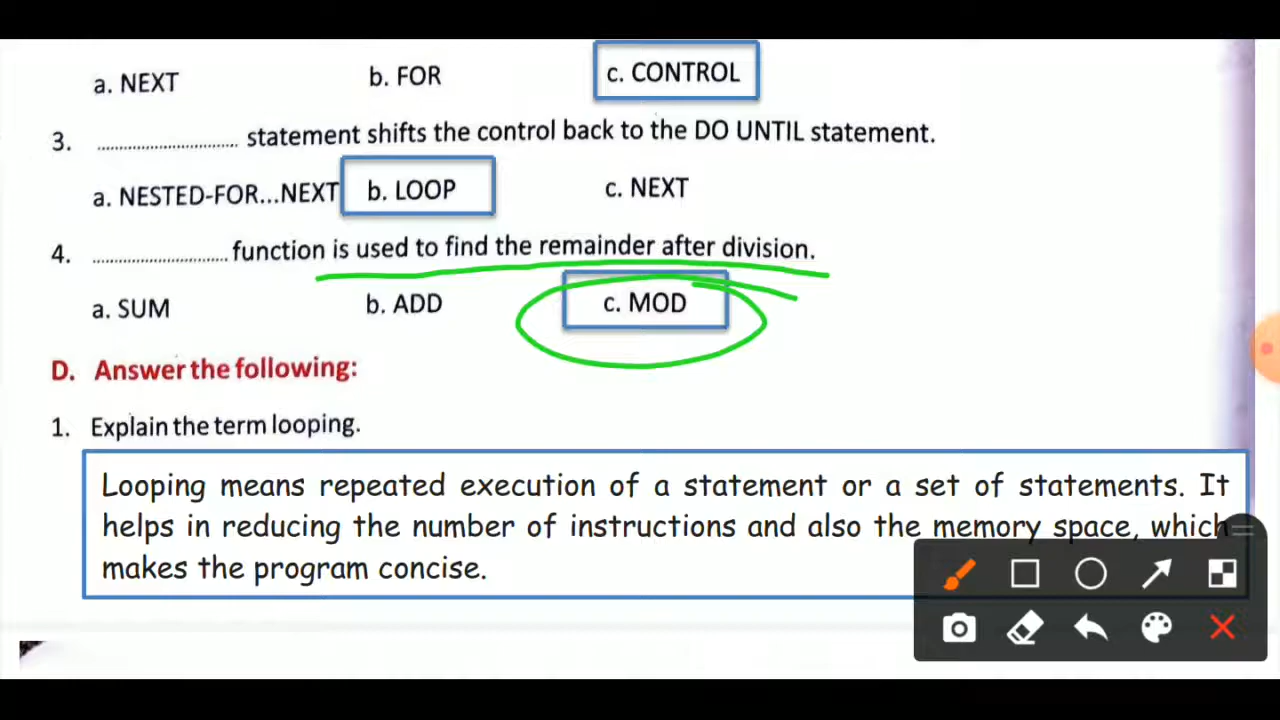 a. NEXT b. FOR c. CONTROL
3. .............................. statement shifts the control back to the DO UNTIL statement.
a. NESTED-FOR...NEXT b. LOOP c. NEXT
4. ............................. function is used to find the remainder after division.
a. SUM b. ADD c. MOD
D. Answer the following:
1. Explain the term looping.
Looping means repeated execution of a statement or a set of statements. It
helps in reducing the number of instructions and also the memory space, which
makes the program concise.